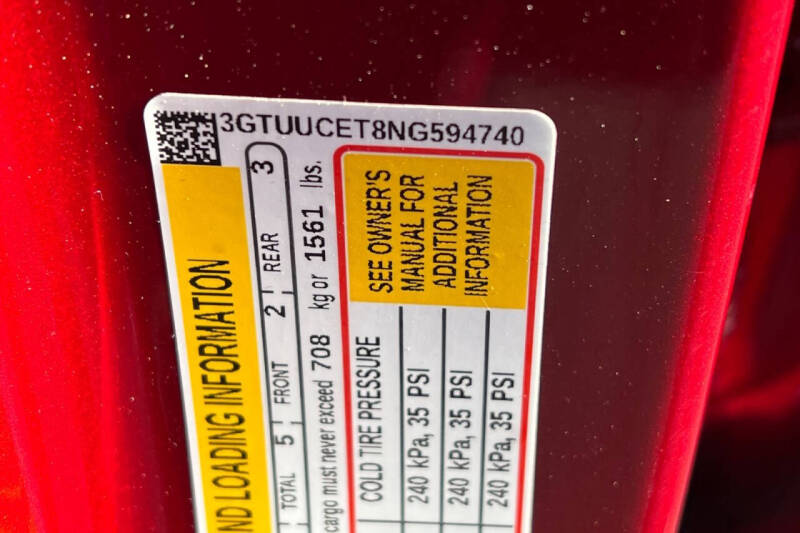 3GTUUCET8NG594740
ND LOADING INFORMATION
TOTAL 5 FRONT 2 REAR 3
cargo must never exceed 708 kg or 1561 lbs.
COLD TIRE PRESSURE
240 kPa, 35 PSI
240 kPa, 35 PSI
240 kPa, 35 PSI
SEE OWNER'S
MANUAL FOR
ADDITIONAL
INFORMATION